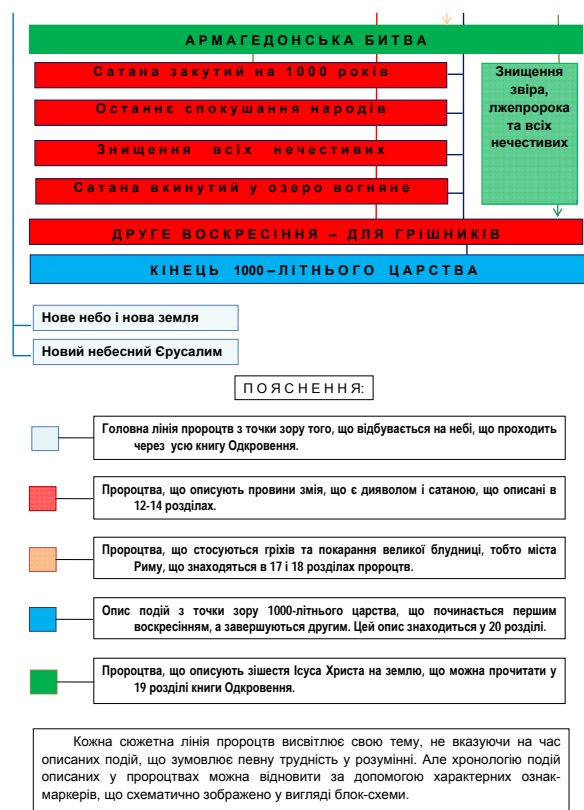 АРМАГЕДОНСЬКА БИТВА
Сатана закутий на 1000 років
Останнє спокушання народів
Знищення всіх нечестивих
Сатана вкинутий у озеро вогняне
Знищення
звіра,
лжепророка
та всіх
нечестивих
ДРУГЕ ВОСКРЕСІННЯ – ДЛЯ ГРІШНИКІВ
КІНЕЦЬ 1000 – ЛІТНЬОГО ЦАРСТВА
Нове небо і нова земля
Новий небесний Єрусалим
ПОЯСНЕННЯ:
Головна лінія пророцтв з точки зору того, що відбувається на небі, що проходить
через усю книгу Одкровення.
Пророцтва, що описують провини змія, що є дияволом і сатаною, що описані в
12-14 розділах.
Пророцтва, що стосуються гріхів та покарання великої блудниці, тобто міста
Риму, що знаходяться в 17 і 18 розділах пророцтв.
Опис подій з точки зору 1000-літнього царства, що починається першим
воскресінням, а завершуються другим. Цей опис знаходиться у 20 розділі.
Пророцтва, що описують зішестя Ісуса Христа на землю, що можна прочитати у
19 розділі книги Одкровення.
Кожна сюжетна лінія пророцтв висвітлює свою тему, не вказуючи на час
описаних подій, що зумовлює певну трудність у розумінні. Але хронологію подій
описаних у пророцтвах можна відновити за допомогою характерних ознак-
маркерів, що схематично зображено у вигляді блок-схеми.